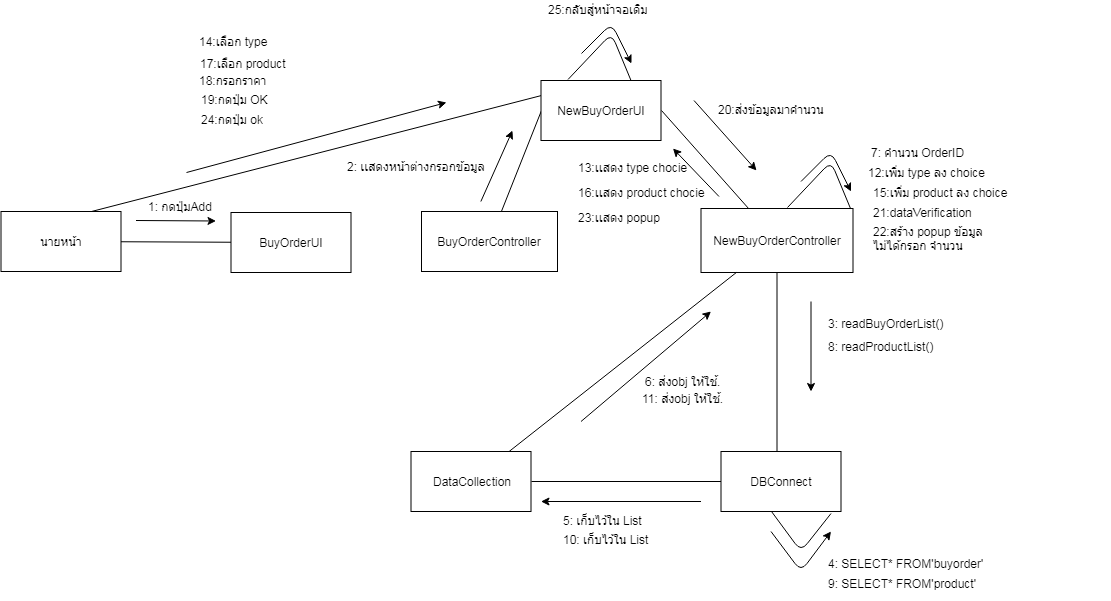 25:กลับสู่หน้าจอเดิม
14:เลือก type
17:เลือก product
18:กรอกราคา
19:กดปุ่ม OK
24:กดปุ่ม ok
NewBuyOrderUI
20:ส่งข้อมูลมาคำนวน
2: แสดงหน้าต่างกรอกข้อมูล
13:แสดง type chocie
16:แสดง product chocie
23:แสดง popup
7: คำนวน OrderID
12:เพิ่ม type ลง choice
15:เพิ่ม product ลง choice
21:dataVerification
22:สร้าง popup ข้อมูล
ไม่ได้กรอก จำนวน
1: กดปุ่มAdd
นายหน้า
BuyOrderUI
BuyOrderController
NewBuyOrderController
3: readBuyOrderList()
8: readProductList()
6: ส่งobj ให้ใช้.
11: ส่งobj ให้ใช้.
DataCollection
DBConnect
5: เก็บไว้ใน List
10: เก็บไว้ใน List
4: SELECT* FROM'buyorder'
9: SELECT* FROM'product'